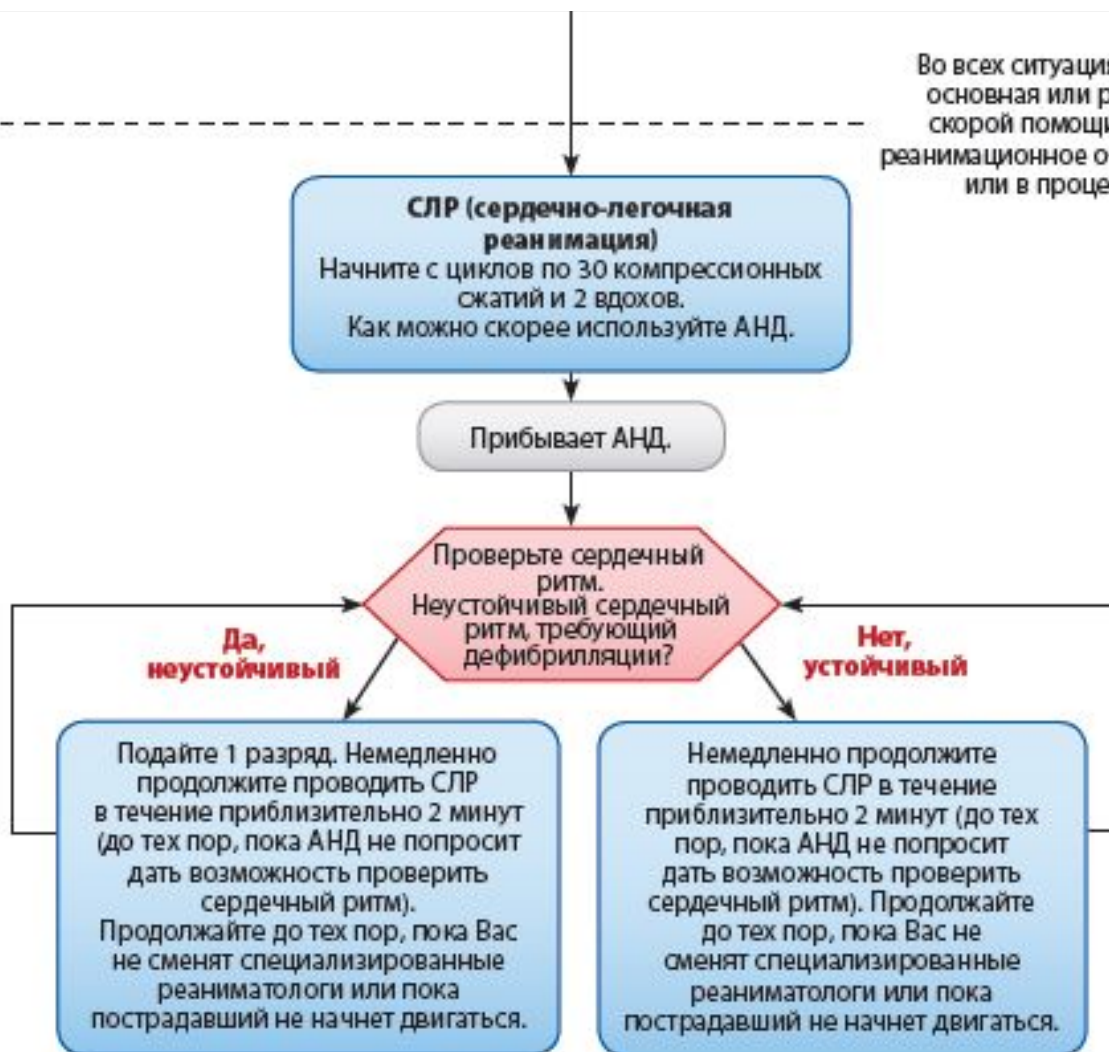 Во всех
основная или
скорой
реанимационное
или в
СЛР (сердечно-легочная
реанимация)
Начните с циклов по 30 компрессионных
сжатий и 2 вдохов.
Как можно скорее используйте АНД.
Прибывает АНД.
Проверьте сердечный
ритм.
Неустойчивый сердечный
ритм, требующий
дефибрилляции?
Да,
неустойчивый
Нет,
устойчивый
Подайте 1 разряд. Немедленно
продолжите проводить СЛР
в течение приблизительно 2 минут
(до тех пор, пока АНД не попросит
дать возможность проверить
сердечный ритм).
Продолжайте до тех пор, пока Вас
не сменят специализированные
реаниматологи или пока
пострадавший не начнет двигаться.
Немедленно продолжите
проводить СЛР в течение
приблизительно 2 минут (до тех
пор, пока АНД не попросит
дать возможность проверить
сердечный ритм). Продолжайте
до тех пор, пока Вас не
сменят специализированные
реаниматологи или пока
пострадавший не начнет двигаться.